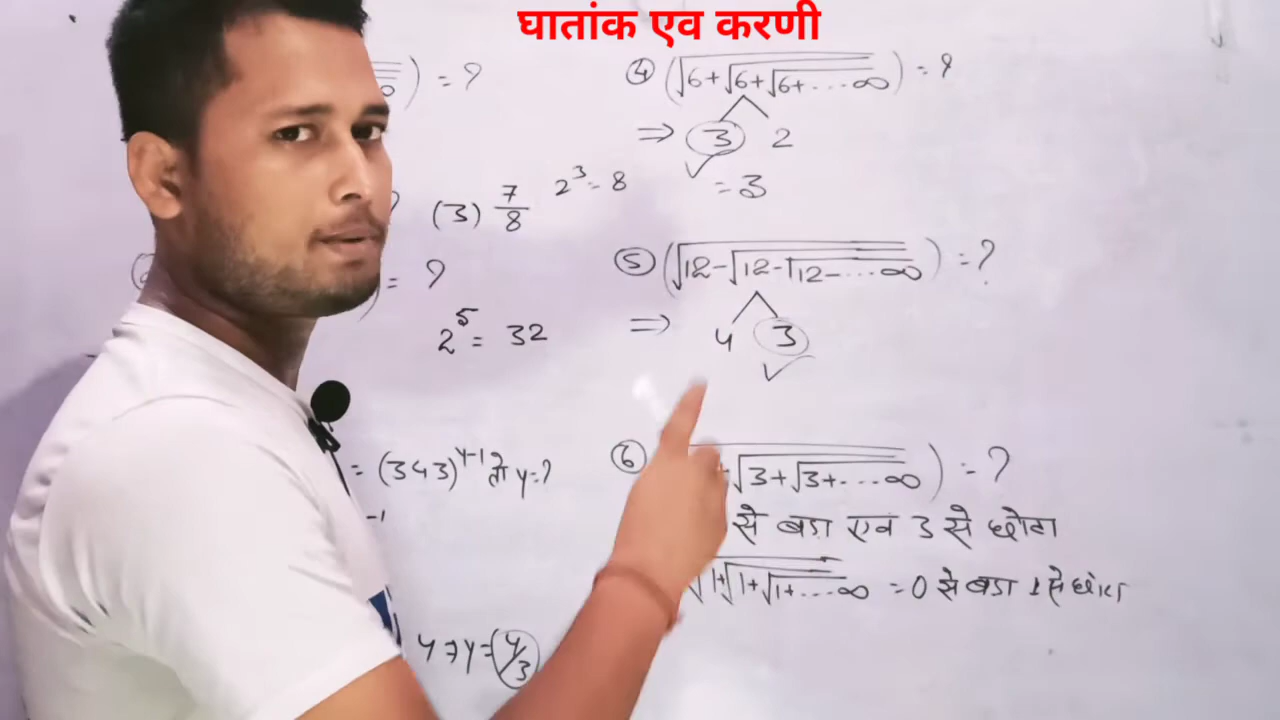 घातांक एव करणी
) = ?
④ (√6+√6+√6+....∞) = ?
⇒ 3 2
= 3
(3) 7/8 2³=8
⑤ (√12-√12-√12-....∞) = ?
= ?
2⁵= 32
⇒ 4 3
⑥ √3+√3+....∞) = ?
= (343)^y-1 तो y=?
-1
से बड़ा एवं 3 से छोटा
√1+√1+√1+....∞ = 0 से बड़ा 1 से छोटा
y ⇒ y = 4/3